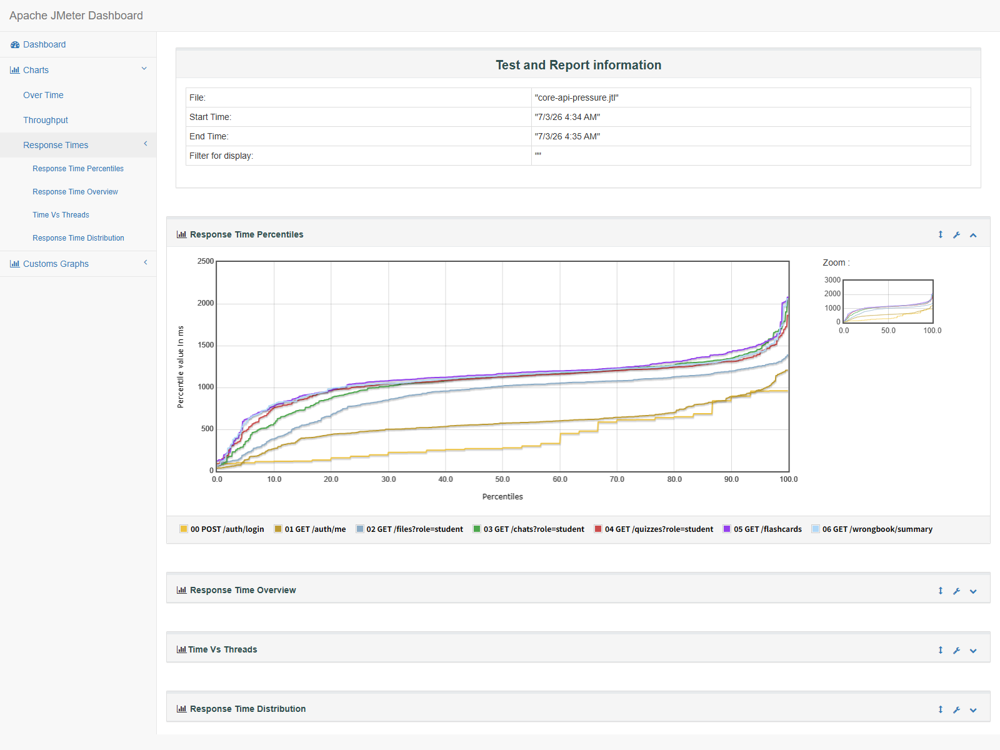 Apache JMeter Dashboard
Dashboard
Charts
Over Time
Throughput
Response Times
Response Time Percentiles
Response Time Overview
Time Vs Threads
Response Time Distribution
Customs Graphs
Test and Report information
File: "core-api-pressure.jtl"
Start Time: "7/3/26 4:34 AM"
End Time: "7/3/26 4:35 AM"
Filter for display: ""
Response Time Percentiles
2500
2000
1500
1000
500
0
Percentile value in ms
0.0 10.0 20.0 30.0 40.0 50.0 60.0 70.0 80.0 90.0 100.0
Percentiles
Zoom :
3000
2000
1000
0
0.0 50.0 100.0
00 POST /auth/login 01 GET /auth/me 02 GET /files?role=student 03 GET /chats?role=student 04 GET /quizzes?role=student 05 GET /flashcards 06 GET /wrongbook/summary
Response Time Overview
Time Vs Threads
Response Time Distribution